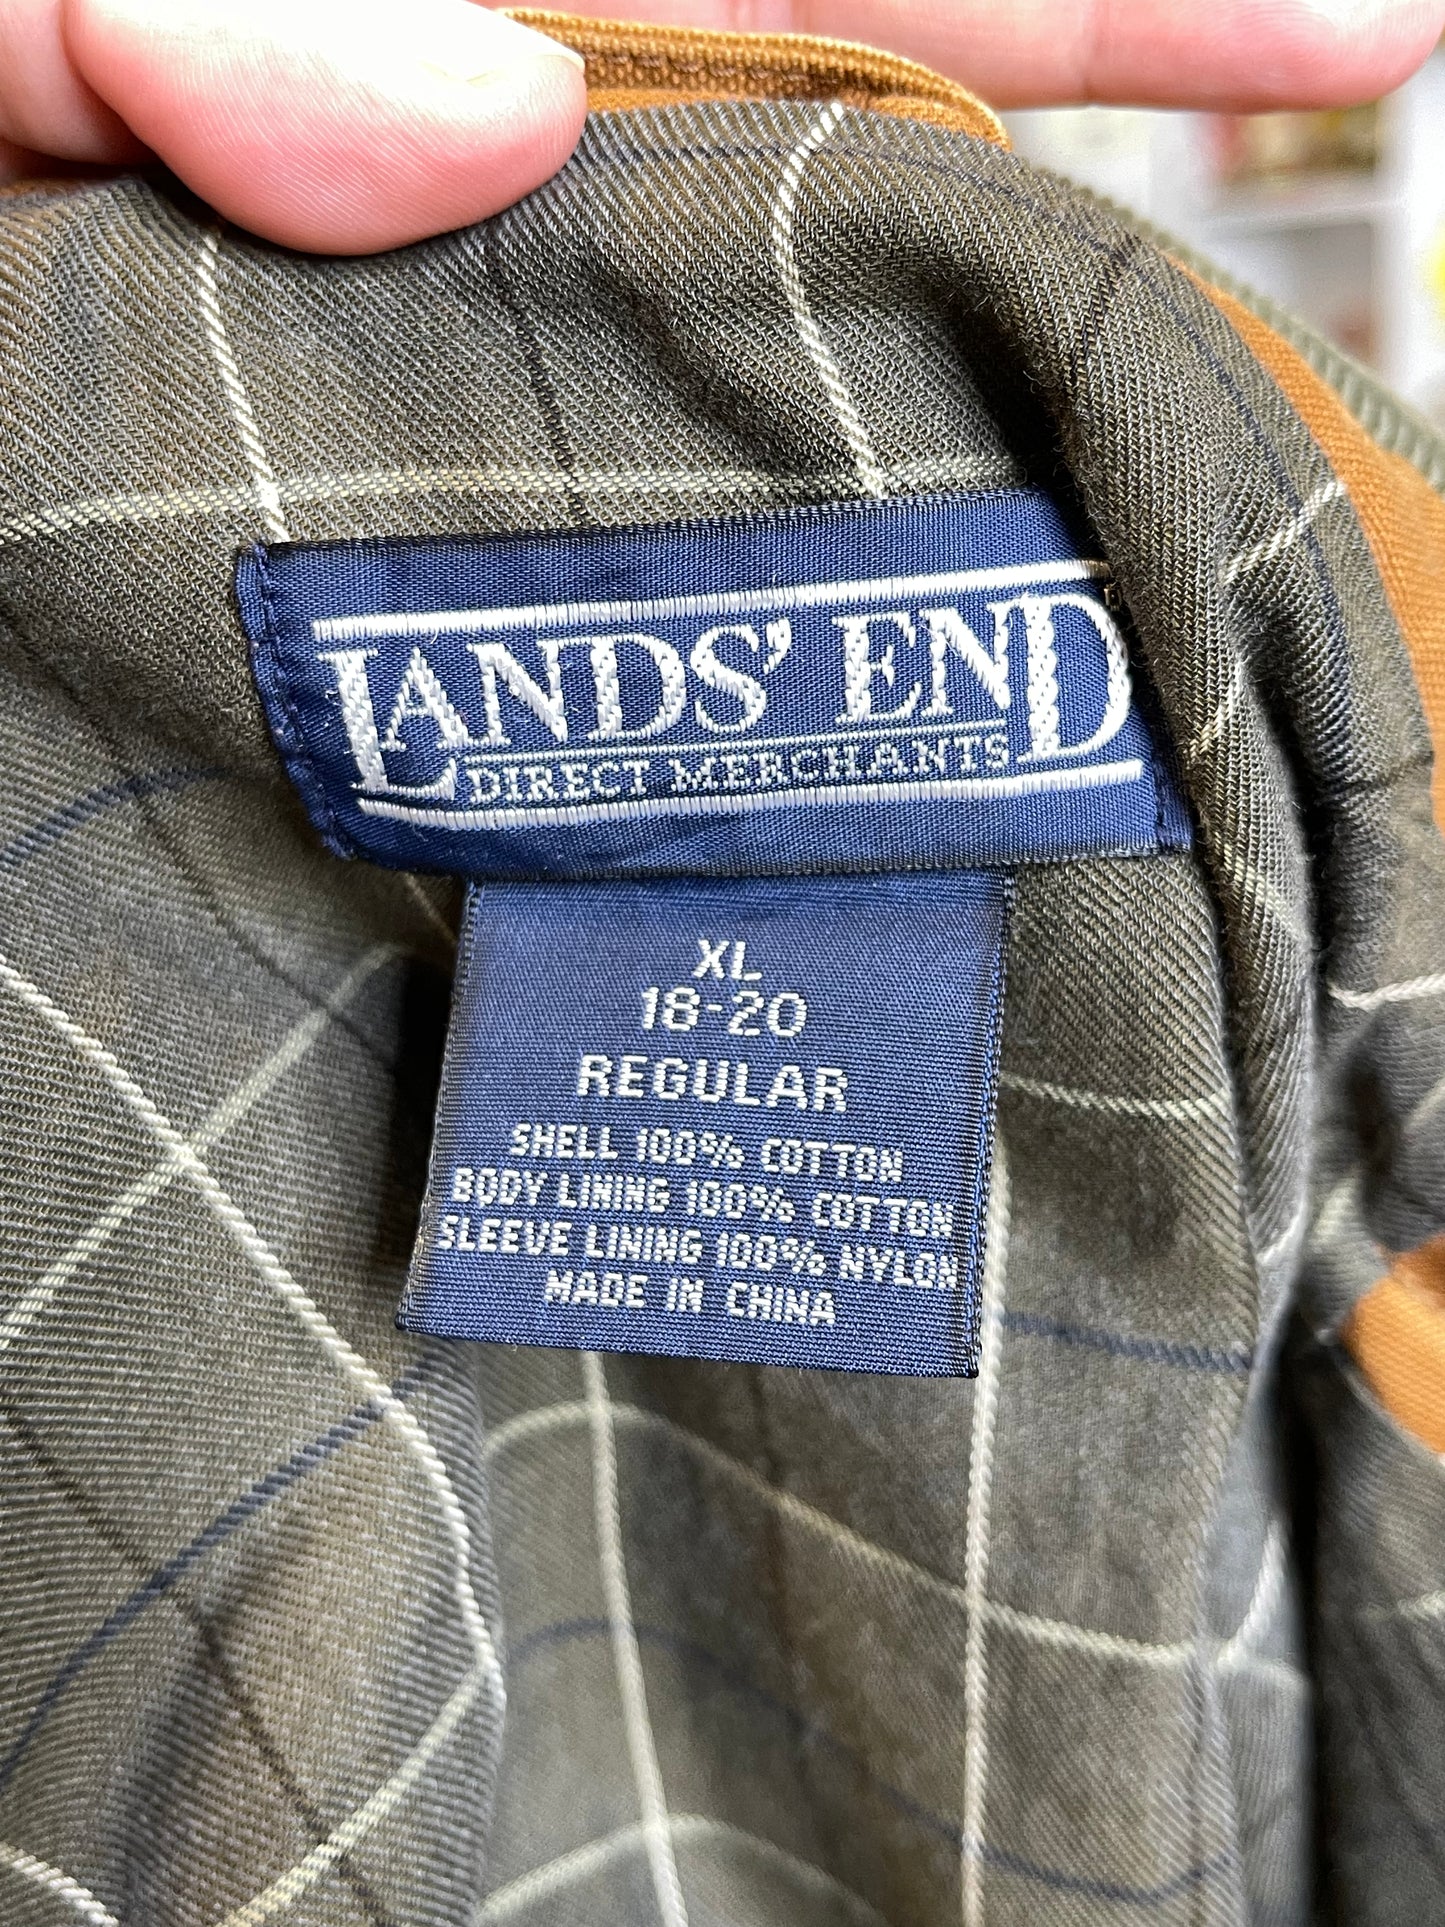 LANDS' END
DIRECT MERCHANTS
XL
18-20
REGULAR
SHELL 100% COTTON
BODY LINING 100% COTTON
SLEEVE LINING 100% NYLON
MADE IN CHINA